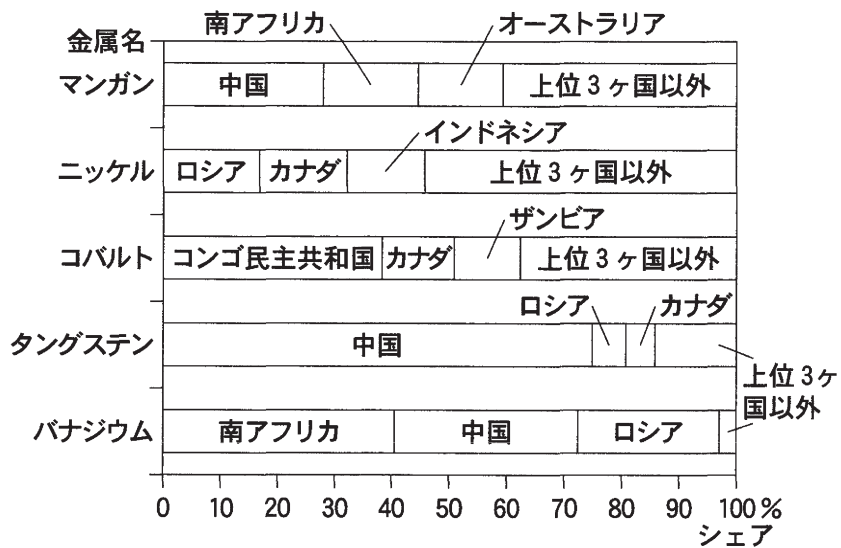 南アフリカ
オーストラリア
金属名
マンガン
中国
上位3ヶ国以外
インドネシア
ニッケル
ロシア
カナダ
上位3ヶ国以外
ザンビア
コバルト
コンゴ民主共和国
カナダ
上位3ヶ国以外
ロシア
カナダ
タングステン
中国
上位3ヶ
国以外
バナジウム
南アフリカ
中国
ロシア
0 10 20 30 40 50 60 70 80 90 100%
シェア